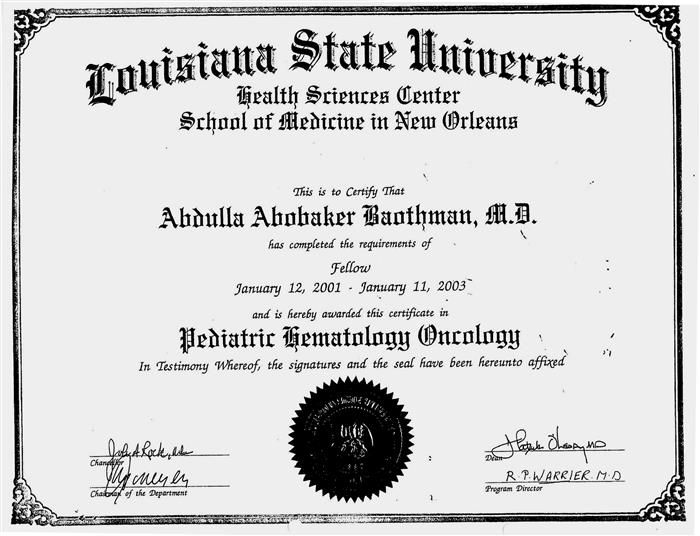 Louisiana State University
Health Sciences Center
School of Medicine in New Orleans
This is to Certify That
Abdulla Abobaker Baothman, M.D.
has completed the requirements of
Fellow
January 12, 2001 - January 11, 2003
and is hereby awarded this certificate in
Pediatric Hematology Oncology
In Testimony Whereof, the signatures and the seal have been hereunto affixed
Chancellor
Chairman of the Department
Dean
R.P. WARRIER. M.D
Program Director